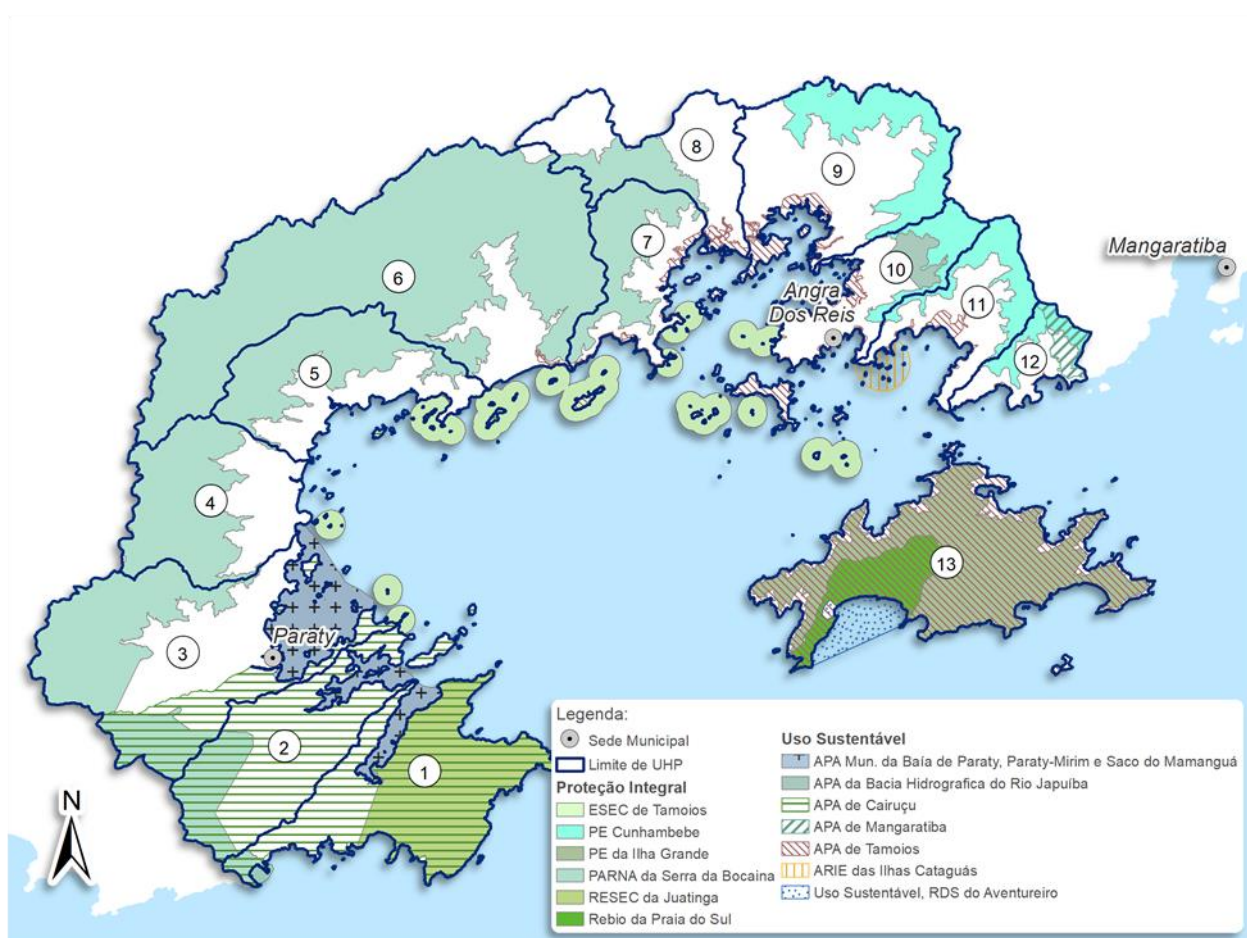 8
9
Mangaratiba
7
10
6
Angra
Dos Reis
11
5
12
4
13
Paraty
3
2
1
N
Legenda:
Sede Municipal
Limite de UHP
Proteção Integral
ESEC de Tamoios
PE Cunhambebe
PE da Ilha Grande
PARNA da Serra da Bocaina
RESEC da Juatinga
Rebio da Praia do Sul
Uso Sustentável
APA Mun. da Baía de Paraty, Paraty-Mirim e Saco do Mamanguá
APA da Bacia Hidrografica do Rio Japuíba
APA de Cairuçu
APA de Mangaratiba
APA de Tamoios
ARIE das Ilhas Cataguás
Uso Sustentável, RDS do Aventureiro